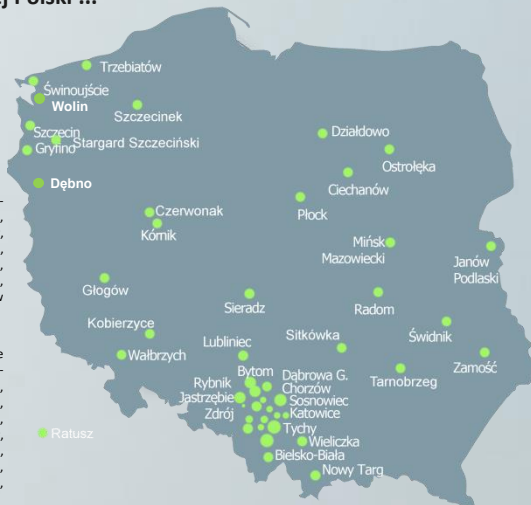 j Polski ...
Trzebiatów
Świnoujście
Wolin
Szczecinek
Szczecin
Stargard Szczeciński
Gryfino
Działdowo
Ostrołęka
Ciechanów
Dębno
Płock
Czerwonak
Kórnik
Mińsk
Mazowiecki
Janów
Podlaski
Głogów
Sieradz
Radom
Kobierzyce
Świdnik
Sitkówka
Lubliniec
Wałbrzych
Zamość
Tarnobrzeg
Bytom
Dąbrowa G.
Rybnik
Chorzów
Jastrzębie
Zdrój
Sosnowiec
Katowice
Tychy
Ratusz
Wieliczka
Bielsko-Biała
Nowy Targ